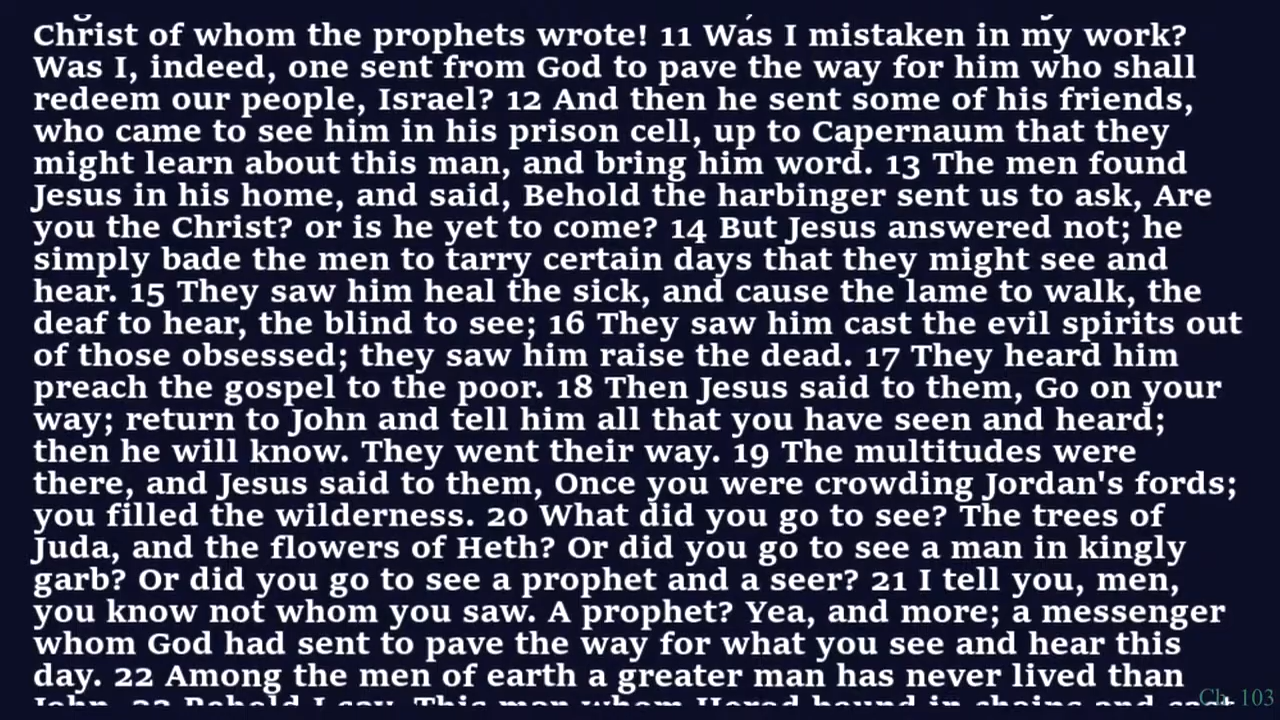 Christ of whom the prophets wrote! 11 Was I mistaken in my work?
Was I, indeed, one sent from God to pave the way for him who shall
redeem our people, Israel? 12 And then he sent some of his friends,
who came to see him in his prison cell, up to Capernaum that they
might learn about this man, and bring him word. 13 The men found
Jesus in his home, and said, Behold the harbinger sent us to ask, Are
you the Christ? or is he yet to come? 14 But Jesus answered not; he
simply bade the men to tarry certain days that they might see and
hear. 15 They saw him heal the sick, and cause the lame to walk, the
deaf to hear, the blind to see; 16 They saw him cast the evil spirits out
of those obsessed; they saw him raise the dead. 17 They heard him
preach the gospel to the poor. 18 Then Jesus said to them, Go on your
way; return to John and tell him all that you have seen and heard;
then he will know. They went their way. 19 The multitudes were
there, and Jesus said to them, Once you were crowding Jordan's fords;
you filled the wilderness. 20 What did you go to see? The trees of
Juda, and the flowers of Heth? Or did you go to see a man in kingly
garb? Or did you go to see a prophet and a seer? 21 I tell you, men,
you know not whom you saw. A prophet? Yea, and more; a messenger
whom God had sent to pave the way for what you see and hear this
day. 22 Among the men of earth a greater man has never lived than
John. 23 Behold I say, This man whom Herod bound in chains and cast
Ch. 103